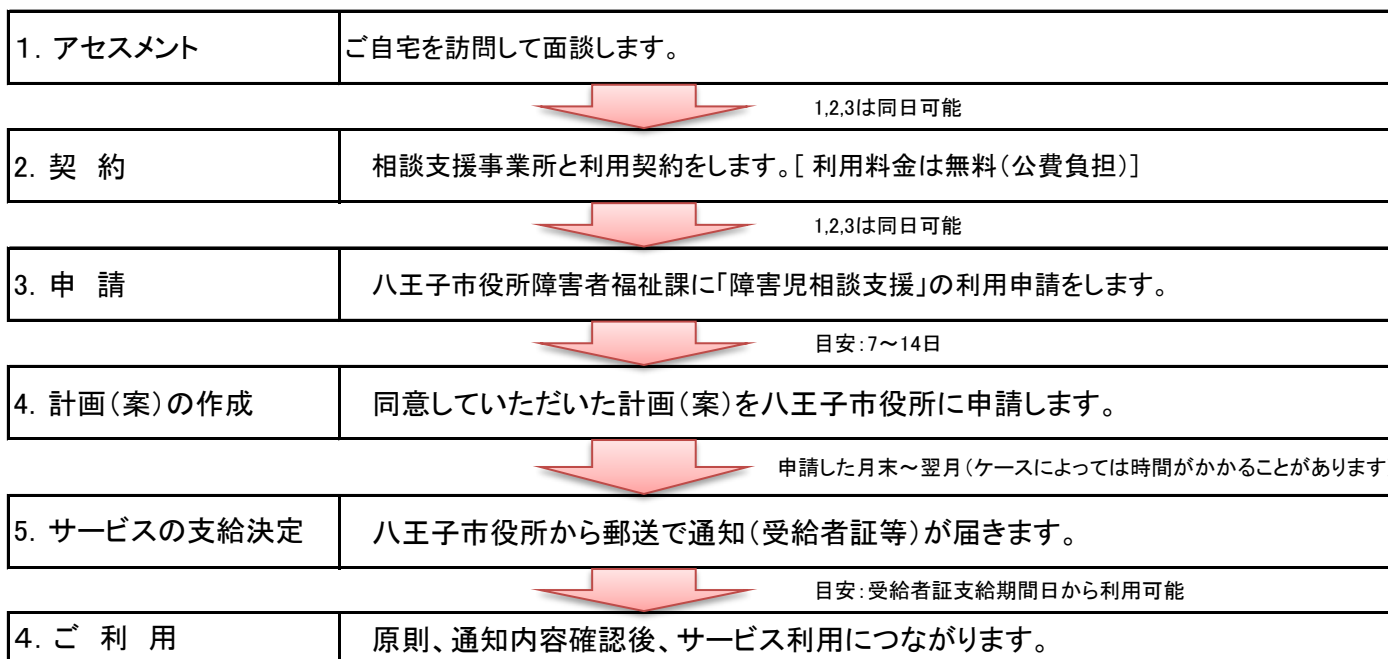 １．アセスメント ご自宅を訪問して面談します。
1,2,3は同日可能
2．契　約 相談支援事業所と利用契約をします。［ 利用料金は無料（公費負担）］
1,2,3は同日可能
3．申　請 八王子市役所障害者福祉課に「障害児相談支援」の利用申請をします。
目安：7～14日
4．計画（案）の作成 同意していただいた計画（案）を八王子市役所に申請します。
申請した月末～翌月（ケースによっては時間がかかることがあります
5．サービスの支給決定 八王子市役所から郵送で通知（受給者証等）が届きます。
目安：受給者証支給期間日から利用可能
４．ご　利　用 原則、通知内容確認後、サービス利用につながります。